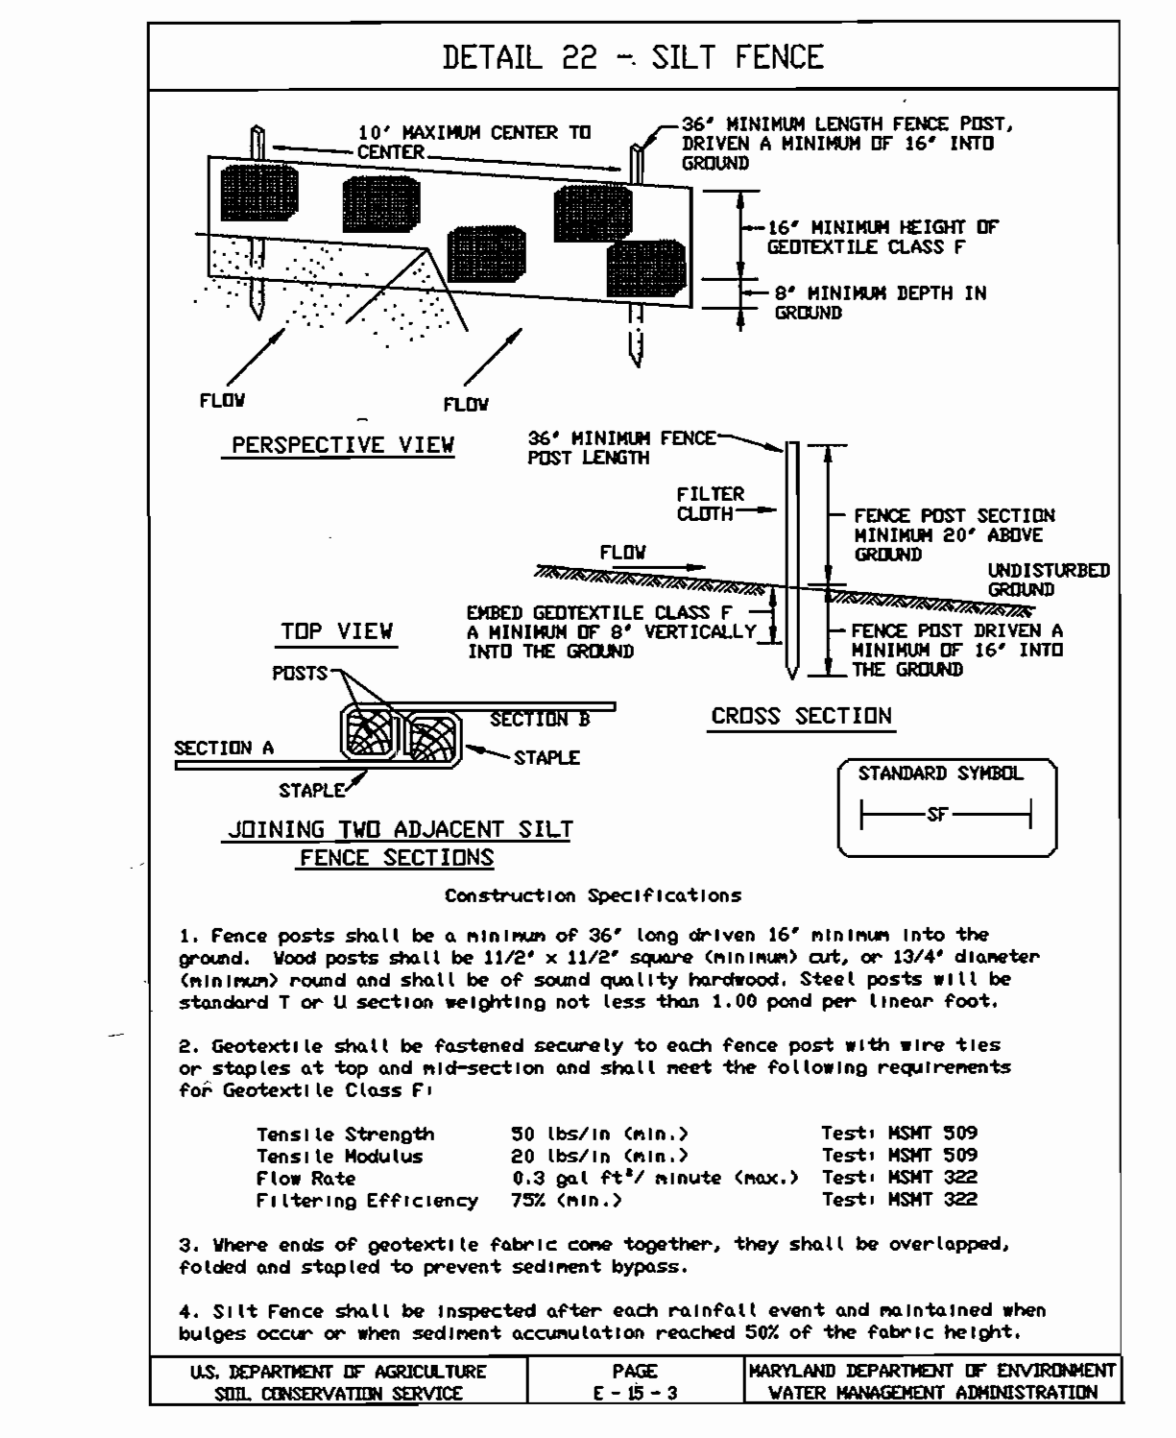 DETAIL 22 - SILT FENCE
10' MAXIMUM CENTER TO
CENTER
36" MINIMUM LENGTH FENCE POST,
DRIVEN A MINIMUM OF 16" INTO
GROUND
16" MINIMUM HEIGHT OF
GEOTEXTILE CLASS F
8" MINIMUM DEPTH IN
GROUND
FLOW
FLOW
PERSPECTIVE VIEW
36" MINIMUM FENCE
POST LENGTH
FILTER
CLOTH
FENCE POST SECTION
MINIMUM 20" ABOVE
GROUND
FLOW
UNDISTURBED
GROUND
EMBED GEOTEXTILE CLASS F
A MINIMUM OF 8" VERTICALLY
INTO THE GROUND
FENCE POST DRIVEN A
MINIMUM OF 16" INTO
THE GROUND
CROSS SECTION
TOP VIEW
POSTS
SECTION B
SECTION A
STAPLE
STAPLE
JOINING TWO ADJACENT SILT
FENCE SECTIONS
STANDARD SYMBOL
SF
Construction Specifications
1. Fence posts shall be a minimum of 36" long driven 16" minimum into the
ground. Wood posts shall be 11/2" x 11/2" square (minimum) cut, or 13/4" diameter
(minimum) round and shall be of sound quality hardwood. Steel posts will be
standard T or U section weighting not less than 1.00 pond per linear foot.
2. Geotextile shall be fastened securely to each fence post with wire ties
or staples at top and mid-section and shall meet the following requirements
for Geotextile Class F:
Tensile Strength 50 lbs/in (min.) Test: MSMT 509
Tensile Modulus 20 lbs/in (min.) Test: MSMT 509
Flow Rate 0.3 gal ft²/ minute (max.) Test: MSMT 322
Filtering Efficiency 75% (min.) Test: MSMT 322
3. Where ends of geotextile fabric come together, they shall be overlapped,
folded and stapled to prevent sediment bypass.
4. Silt Fence shall be inspected after each rainfall event and maintained when
bulges occur or when sediment accumulation reached 50% of the fabric height.
U.S. DEPARTMENT OF AGRICULTURE
SOIL CONSERVATION SERVICE
PAGE
E - 15 - 3
MARYLAND DEPARTMENT OF ENVIRONMENT
WATER MANAGEMENT ADMINISTRATION